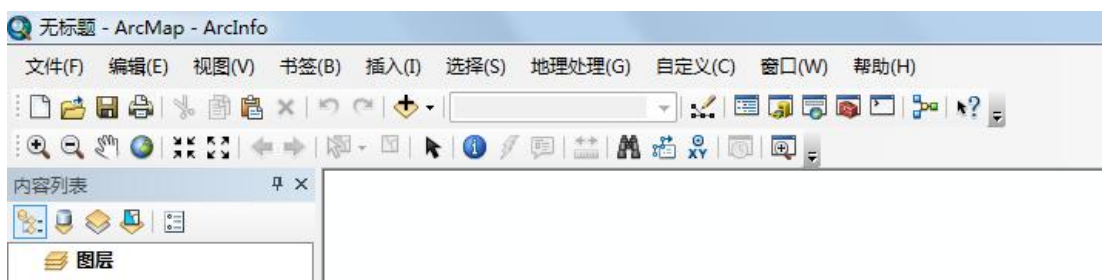 无标题 - ArcMap - ArcInfo
文件(F) 编辑(E) 视图(V) 书签(B) 插入(I) 选择(S) 地理处理(G) 自定义(C) 窗口(W) 帮助(H)
XY
内容列表
图层